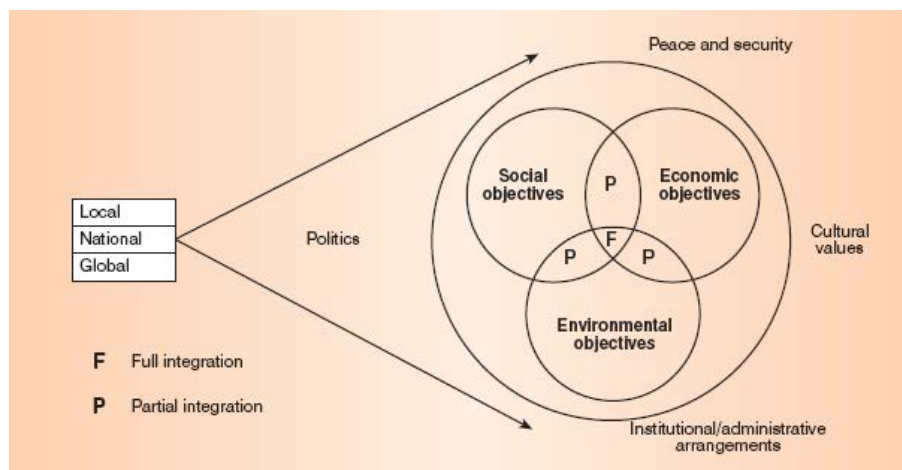 Peace and security
Social
objectives
P
Economic
objectives
Local
National
Global
Politics
F
P
P
Cultural
values
Environmental
objectives
F Full integration
P Partial integration
Institutional/administrative
arrangements